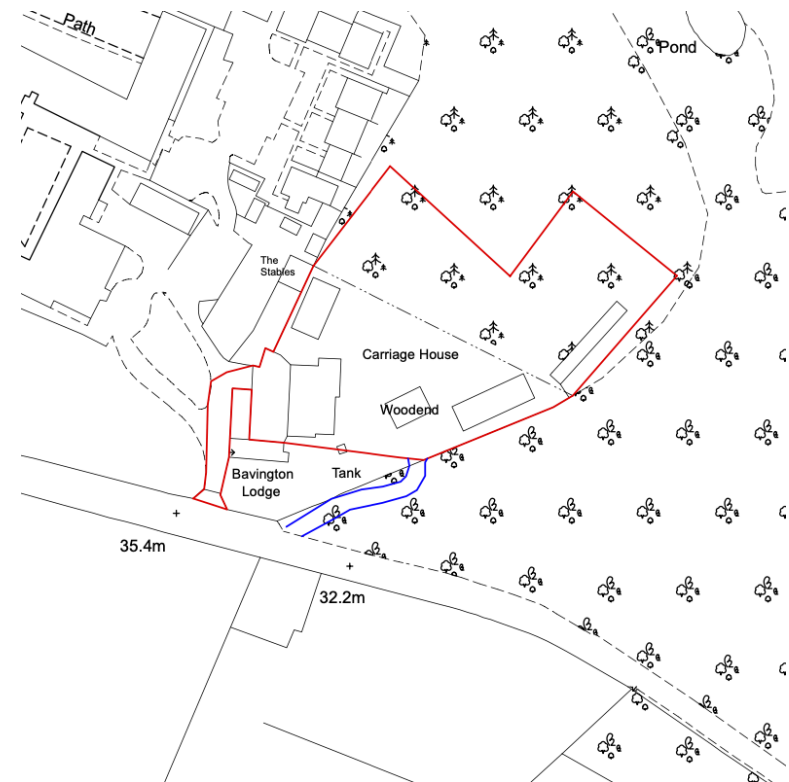 Path
Pond
The
Stables
Carriage House
Woodend
Bavington
Lodge
Tank
35.4m
32.2m